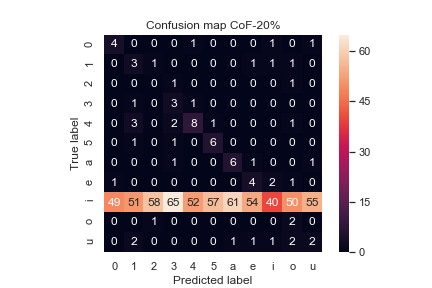 Confusion map CoF-20%
0 4 0 0 0 1 0 0 0 1 0 1
1 0 3 1 0 0 0 0 1 1 1 0
2 0 0 0 1 0 0 0 0 0 1 0
3 0 1 0 3 1 0 0 0 0 0 0
4 0 3 0 2 8 1 0 0 0 1 0
5 0 1 0 1 0 6 0 0 0 0 0
a 0 0 0 1 0 0 6 1 0 0 1
e 1 0 0 0 0 0 0 4 2 1 0
i 49 51 58 65 52 57 61 54 40 50 55
o 0 0 1 0 0 0 0 0 0 2 0
u 0 2 0 0 0 0 1 1 1 2 2
0 1 2 3 4 5 a e i o u
Predicted label
True label
60
45
30
15
0